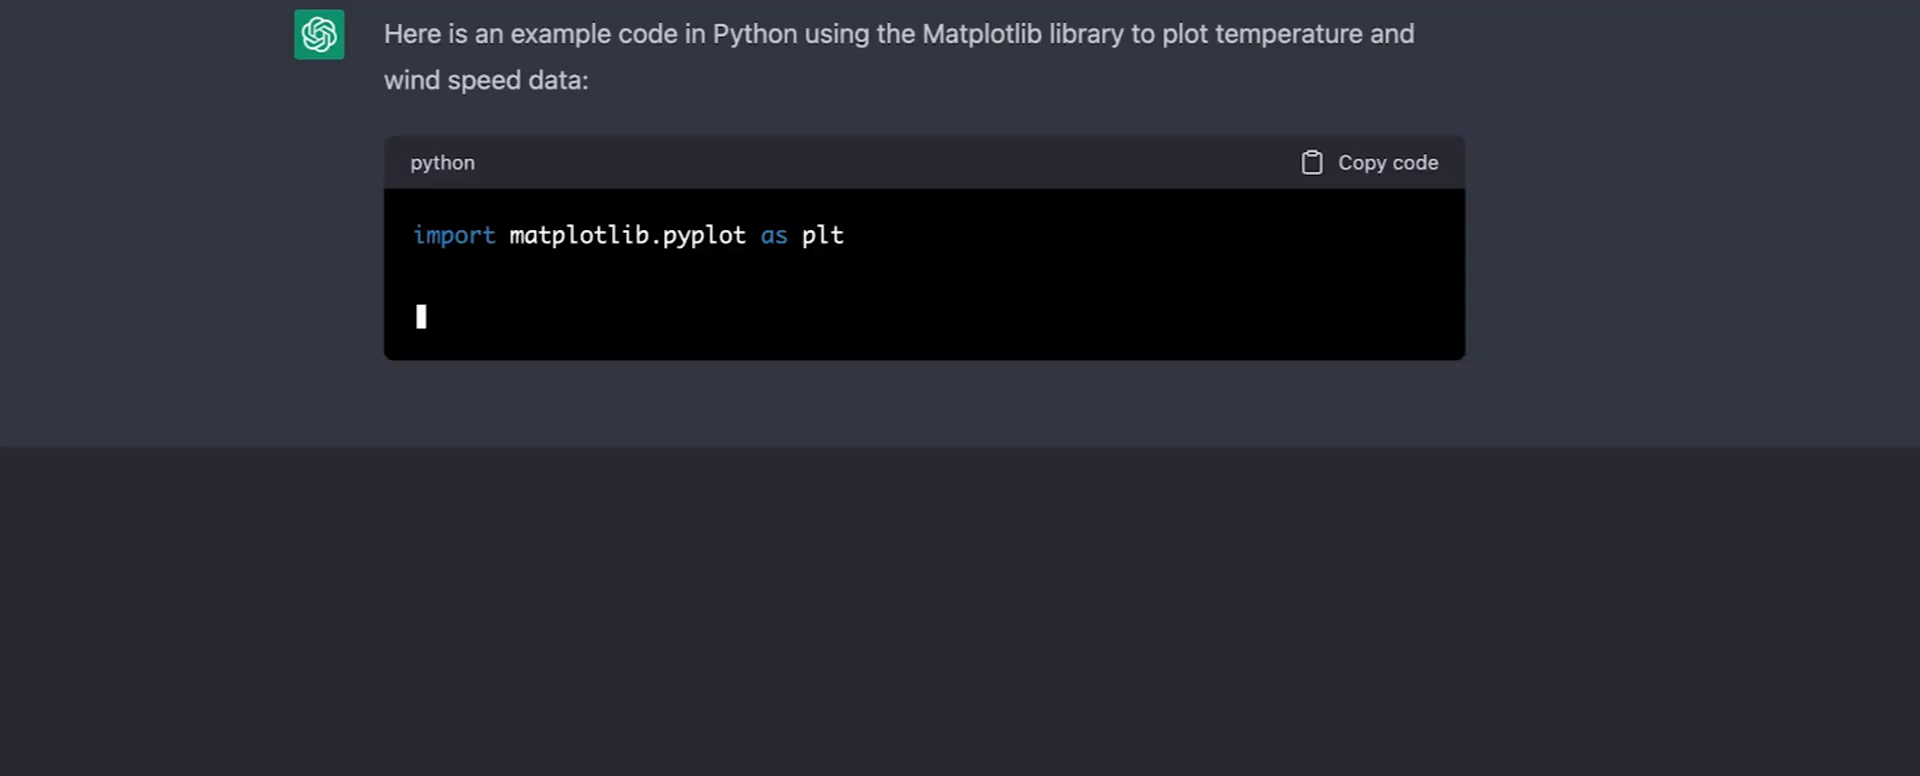 Here is an example code in Python using the Matplotlib library to plot temperature and
wind speed data:
python
Copy code
import matplotlib.pyplot as plt